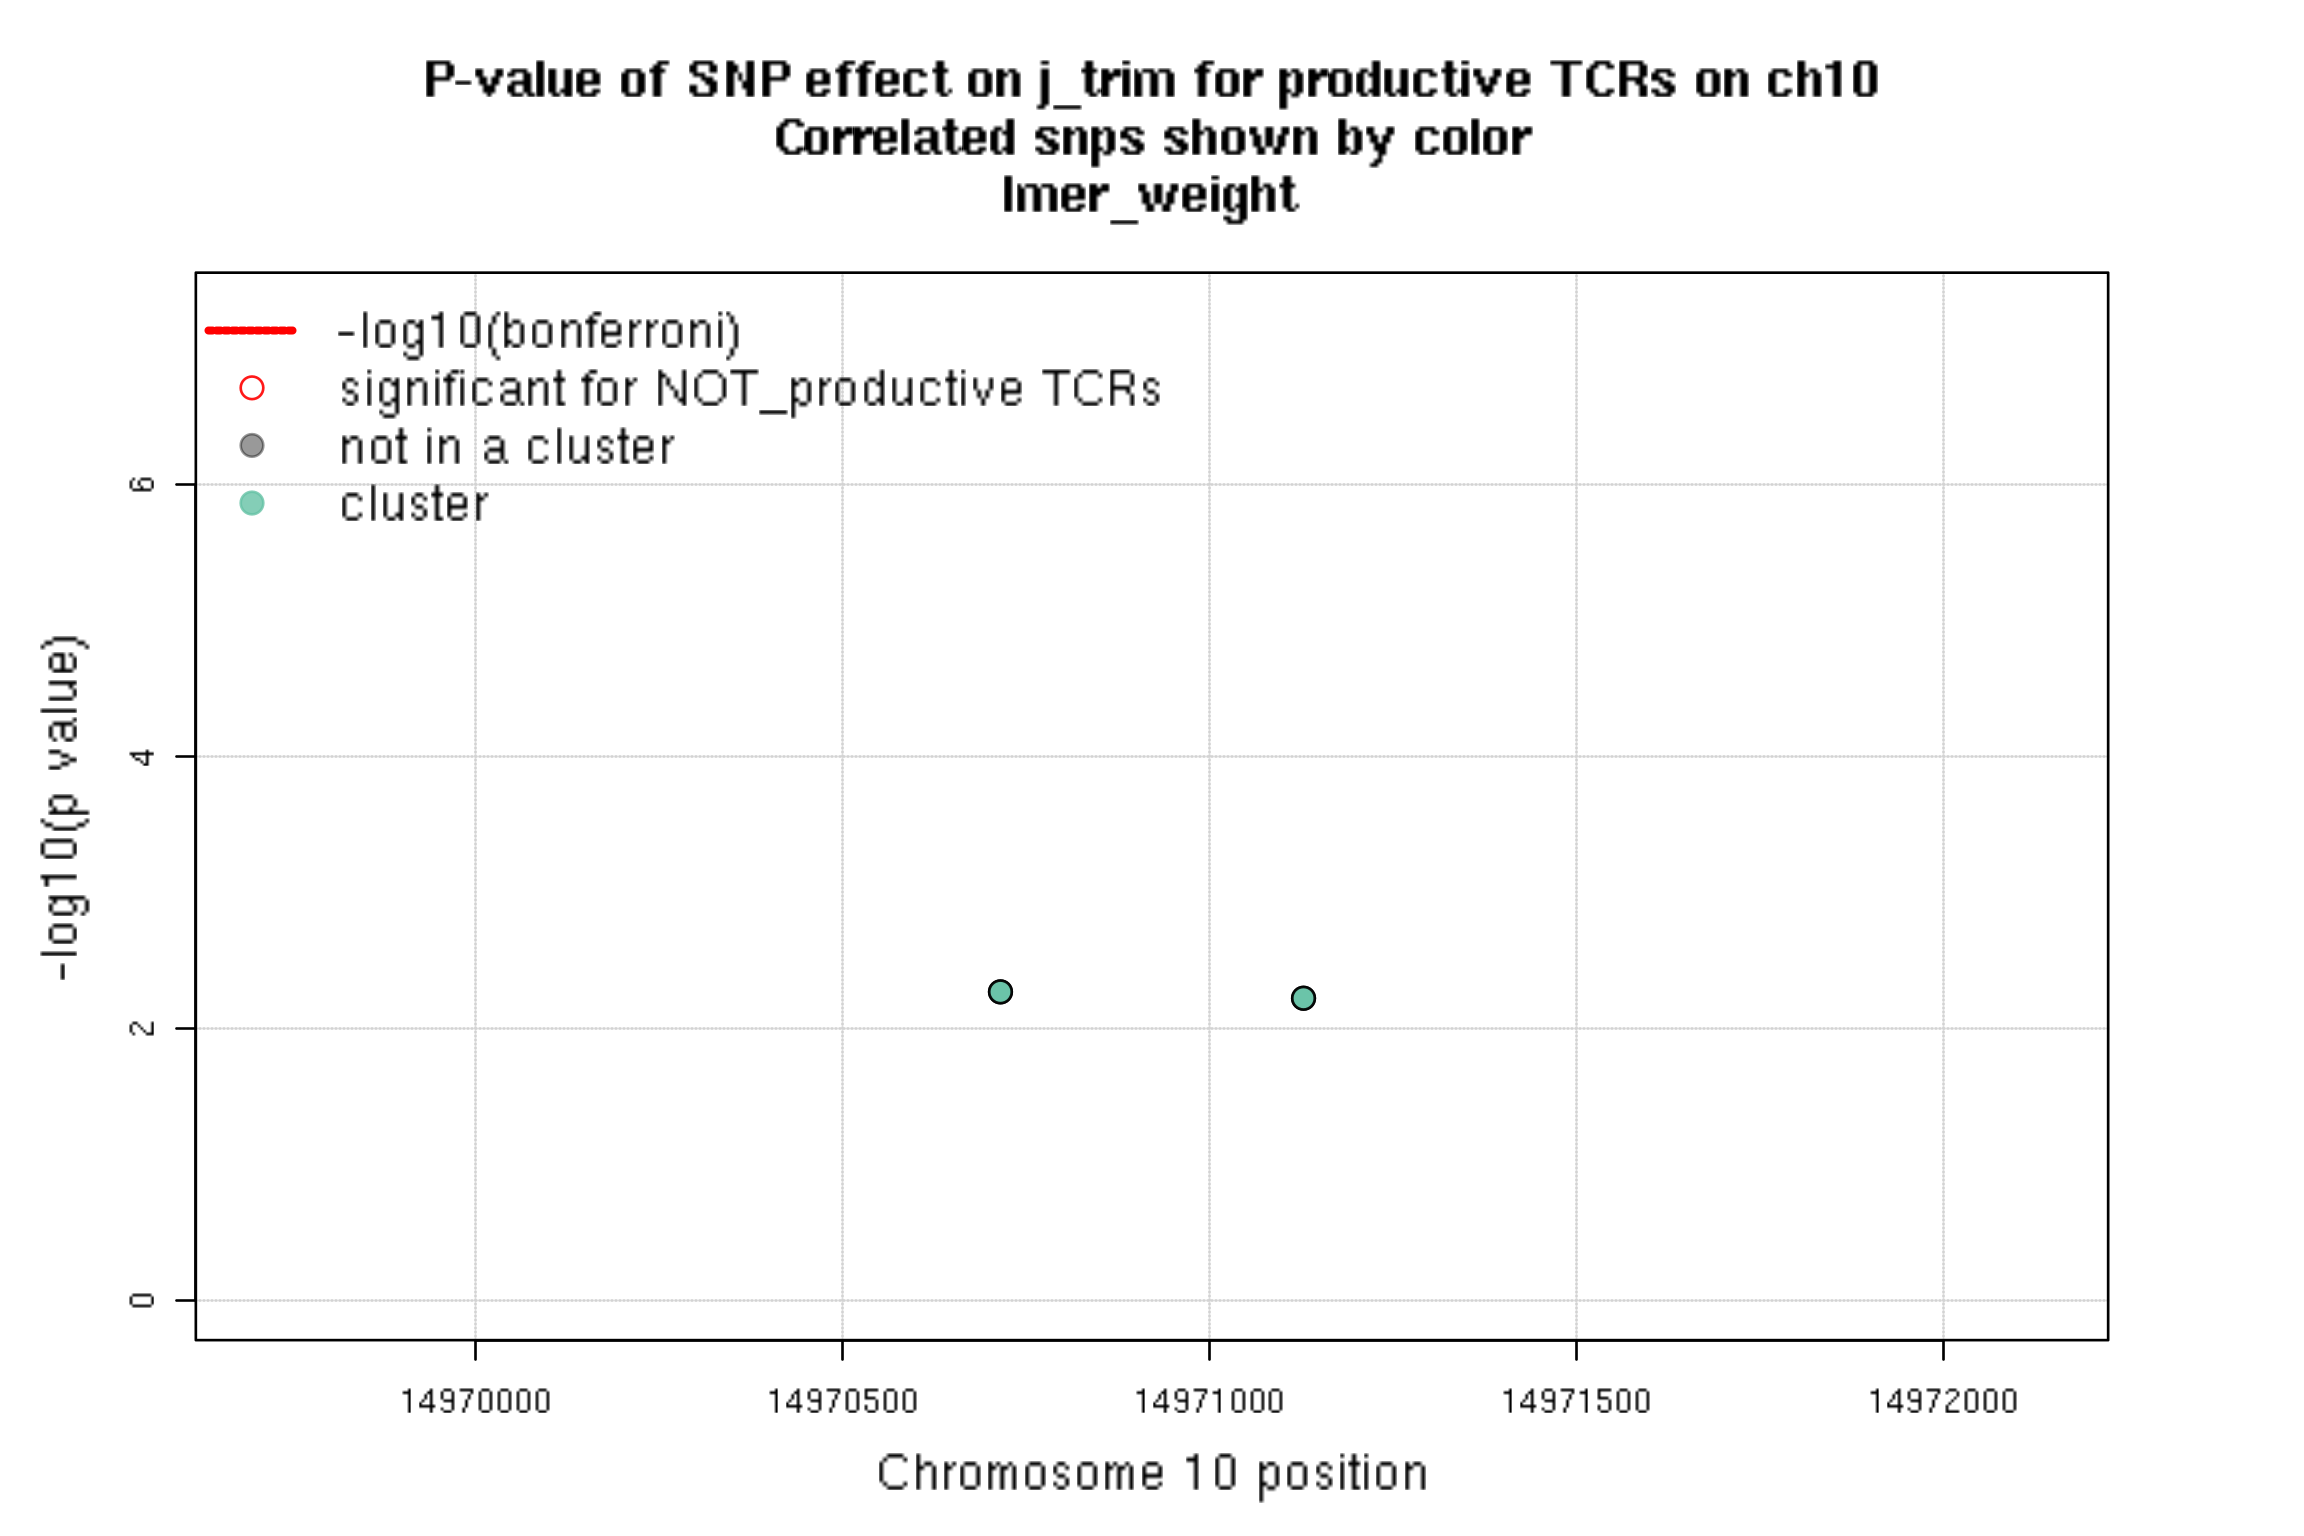 P-value of SNP effect on j_trim for productive TCRs on ch10
Correlated snps shown by color
lmer_weight
-log10(bonferroni)
significant for NOT_productive TCRs
not in a cluster
cluster
-log10(p value)
6
4
2
0
14970000 14970500 14971000 14971500 14972000
Chromosome 10 position